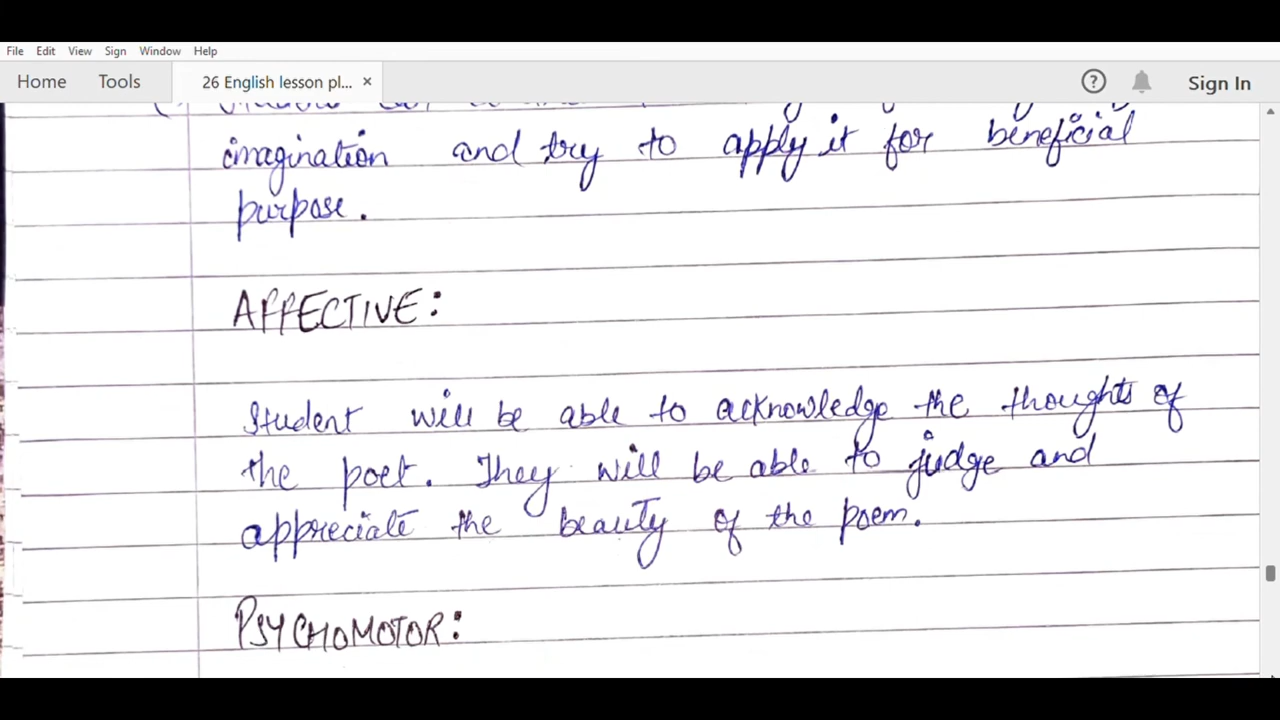 File Edit View Sign Window Help
Home Tools 26 English lesson pl... × ? Sign In
imagination and try to apply it for beneficial
purpose.
AFFECTIVE:
Student will be able to acknowledge the thoughts of
the poet. They will be able to judge and
appreciate the beauty of the poem.
PSYCHOMOTOR: